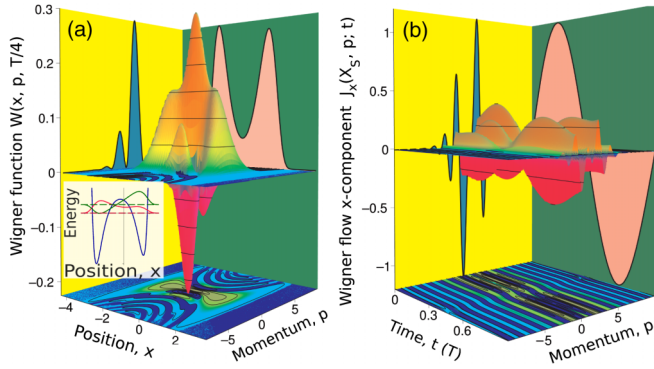 (a)
Wigner function W(x, p, T/4)
0.3
0.2
0.1
0
−0.1
−0.2
Energy
Position, x
−4
−2
0
2
Position, x
−5
0
5
Momentum, p
(b)
Wigner flow x-component J_x(X_S, p; t)
1
0.5
0
−0.5
−1
0
0.3
0.6
Time, t (T)
−5
0
5
Momentum, p